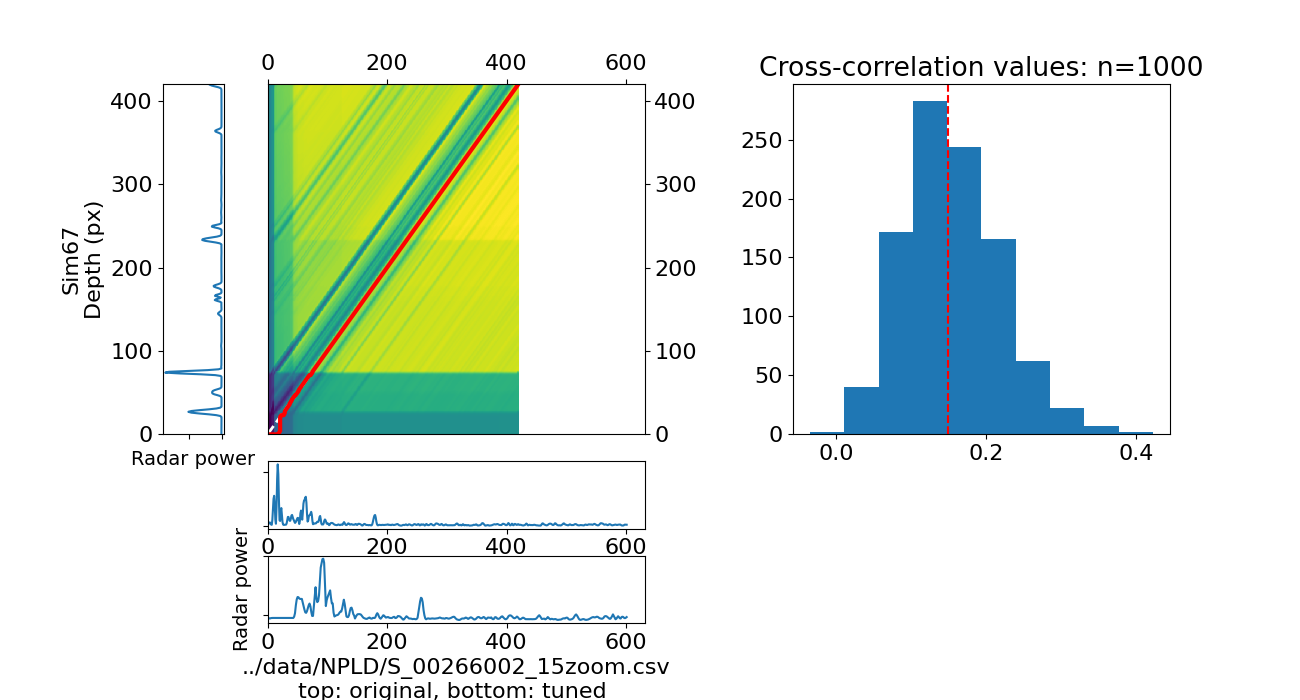 Cross-correlation values: n=1000
0 200 400 600
400 300 200 100 0
Sim67
Depth (px)
400 300 200 100 0
Radar power
250 200 150 100 50 0
0.0 0.2 0.4
0 200 400 600
Radar power
0 200 400 600
../data/NPLD/S_00266002_15zoom.csv
top: original, bottom: tuned